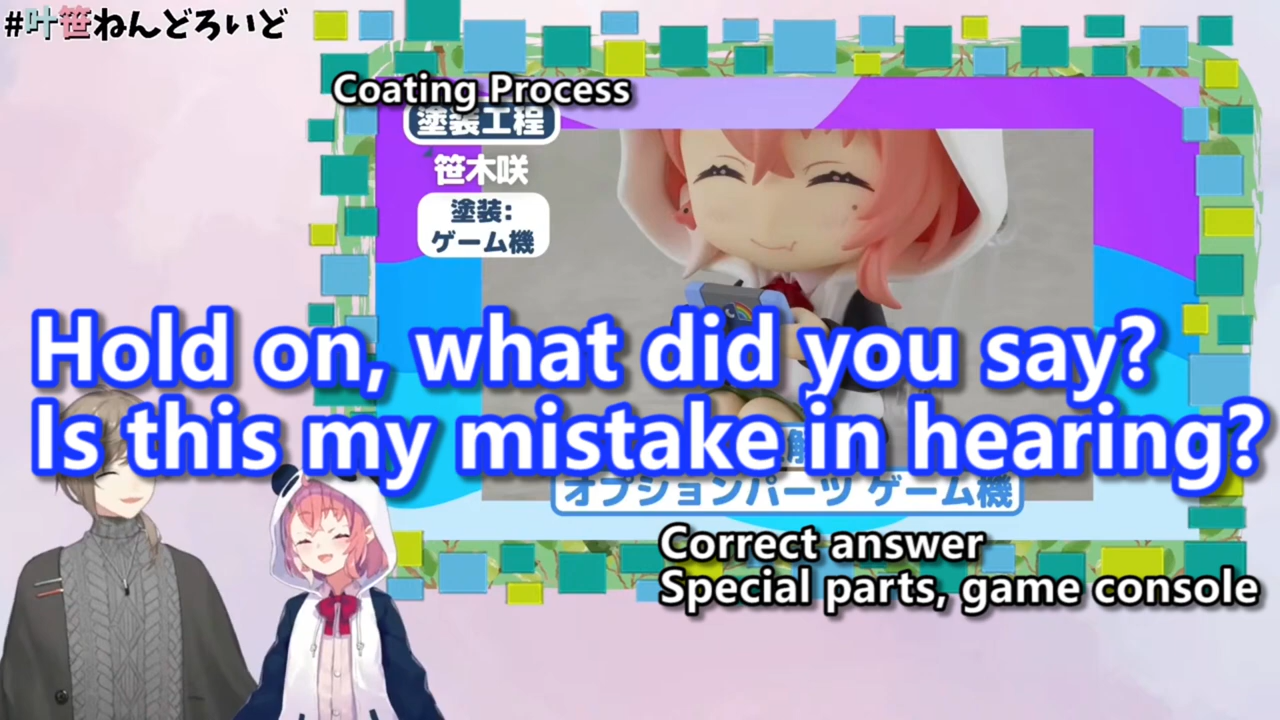 #叶笹ねんどろいど
Coating Process
塗装工程
笹木咲
塗装:
ゲーム機
Hold on, what did you say?
Is this my mistake in hearing?
解
オプションパーツ ゲーム機
Correct answer
Special parts, game console